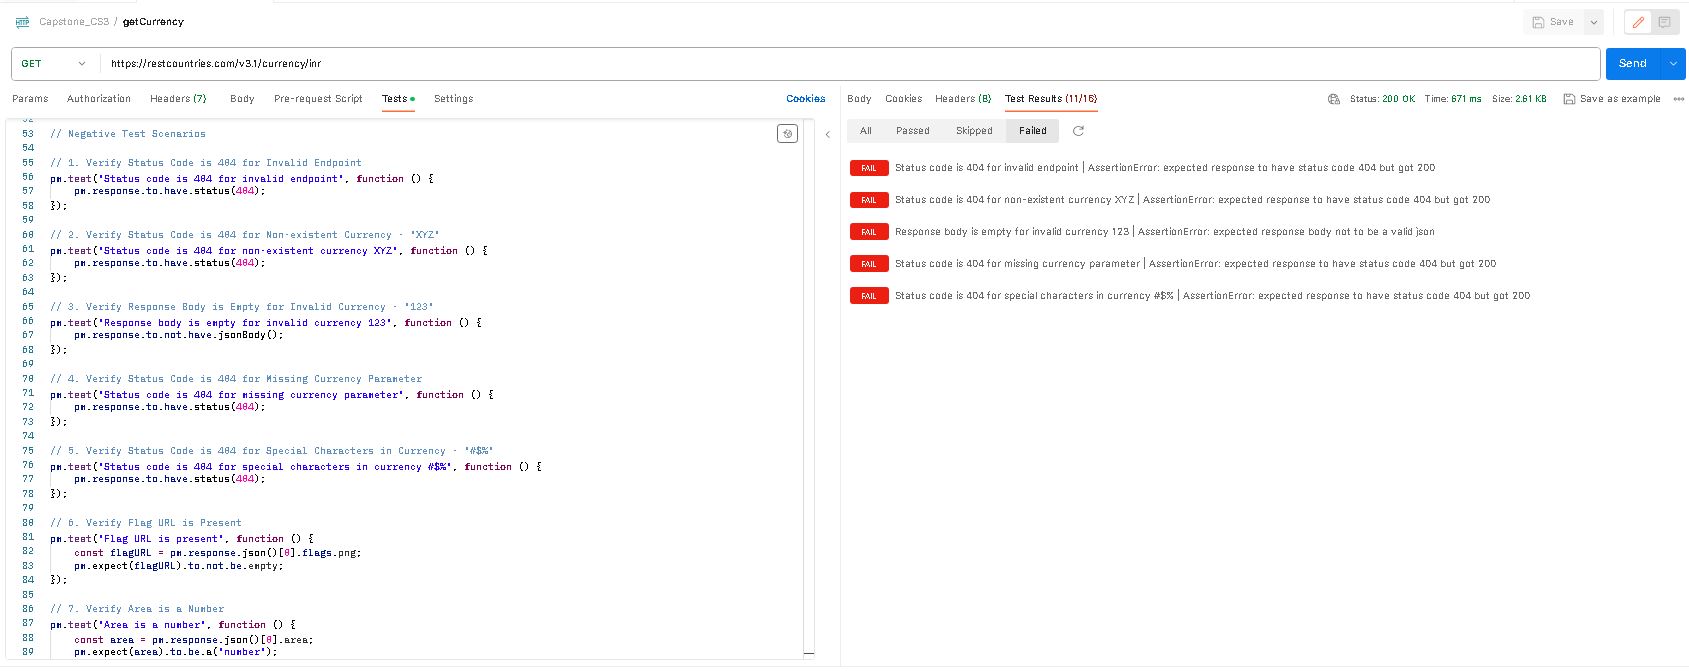 HTTP Capstone_CS3 / getCurrency
Save
GET https://restcountries.com/v3.1/currency/inr
Send
Params Authorization Headers (7) Body Pre-request Script Tests Settings Cookies
53 // Negative Test Scenarios
54
55 // 1. Verify Status Code is 404 for Invalid Endpoint
56 pm.test("Status code is 404 for invalid endpoint", function () {
57 pm.response.to.have.status(404);
58 });
59
60 // 2. Verify Status Code is 404 for Non-existent Currency - "XYZ"
61 pm.test("Status code is 404 for non-existent currency XYZ", function () {
62 pm.response.to.have.status(404);
63 });
64
65 // 3. Verify Response Body is Empty for Invalid Currency - "123"
66 pm.test("Response body is empty for invalid currency 123", function () {
67 pm.response.to.not.have.jsonBody();
68 });
69
70 // 4. Verify Status Code is 404 for Missing Currency Parameter
71 pm.test("Status code is 404 for missing currency parameter", function () {
72 pm.response.to.have.status(404);
73 });
74
75 // 5. Verify Status Code is 404 for Special Characters in Currency - "#$%"
76 pm.test("Status code is 404 for special characters in currency #$%", function () {
77 pm.response.to.have.status(404);
78 });
79
80 // 6. Verify Flag URL is Present
81 pm.test("Flag URL is present", function () {
82 const flagURL = pm.response.json()[0].flags.png;
83 pm.expect(flagURL).to.not.be.empty;
84 });
85
86 // 7. Verify Area is a Number
87 pm.test("Area is a number", function () {
88 const area = pm.response.json()[0].area;
89 pm.expect(area).to.be.a("number");
Body Cookies Headers (8) Test Results (11/16) Status: 200 OK Time: 671 ms Size: 2.61 KB Save as example
All Passed Skipped Failed
FAIL Status code is 404 for invalid endpoint | AssertionError: expected response to have status code 404 but got 200
FAIL Status code is 404 for non-existent currency XYZ | AssertionError: expected response to have status code 404 but got 200
FAIL Response body is empty for invalid currency 123 | AssertionError: expected response body not to be a valid json
FAIL Status code is 404 for missing currency parameter | AssertionError: expected response to have status code 404 but got 200
FAIL Status code is 404 for special characters in currency #$% | AssertionError: expected response to have status code 404 but got 200